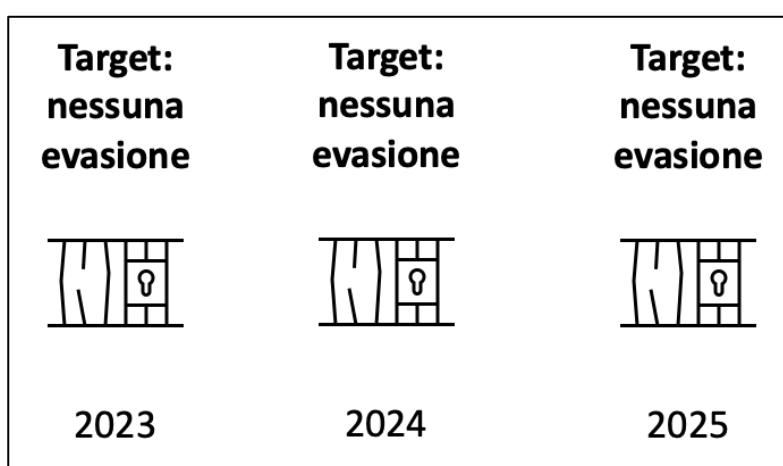 Target:
nessuna
evasione
2023
Target:
nessuna
evasione
2024
Target:
nessuna
evasione
2025